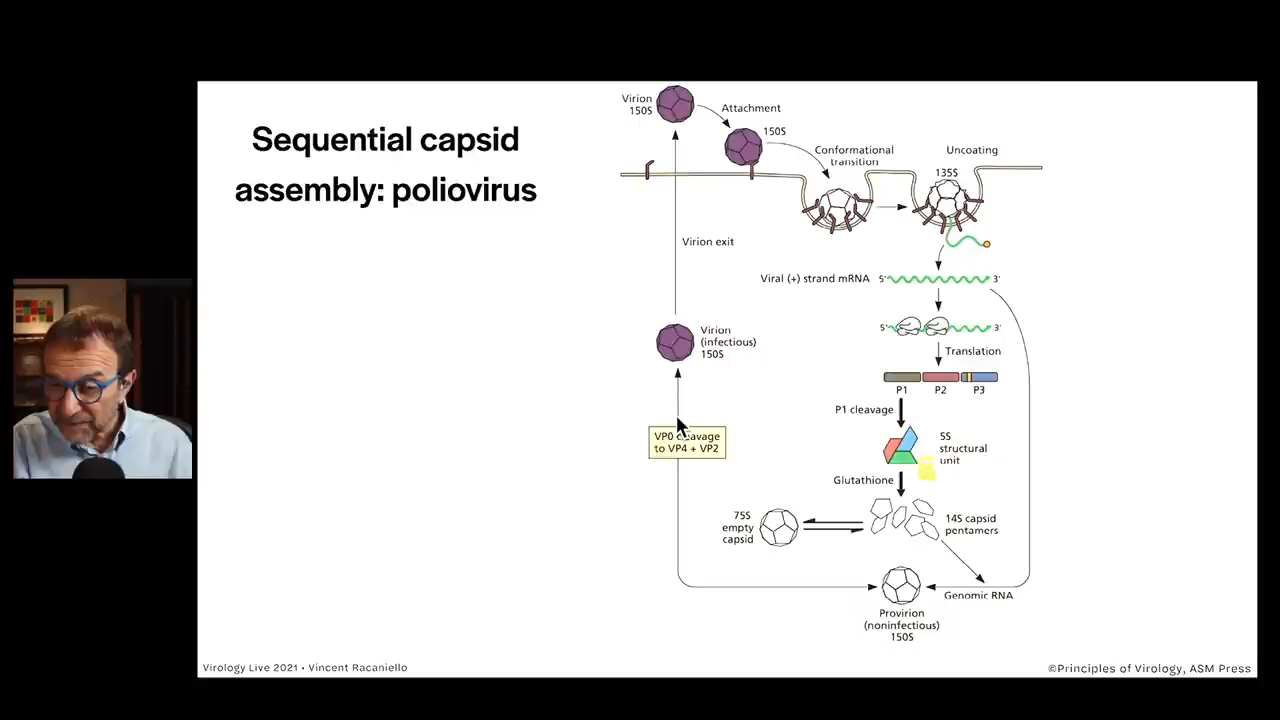 Sequential capsid
assembly: poliovirus
Virion
150S
Attachment
150S
Conformational
transition
Uncoating
135S
Virion exit
Viral (+) strand mRNA
5'
3'
5'
3'
Translation
P1
P2
P3
P1 cleavage
5S
structural
unit
Glutathione
14S capsid
pentamers
75S
empty
capsid
Virion
(infectious)
150S
VP0 cleavage
to VP4 + VP2
Genomic RNA
Provirion
(noninfectious)
150S
Virology Live 2021 • Vincent Racaniello
©Principles of Virology, ASM Press